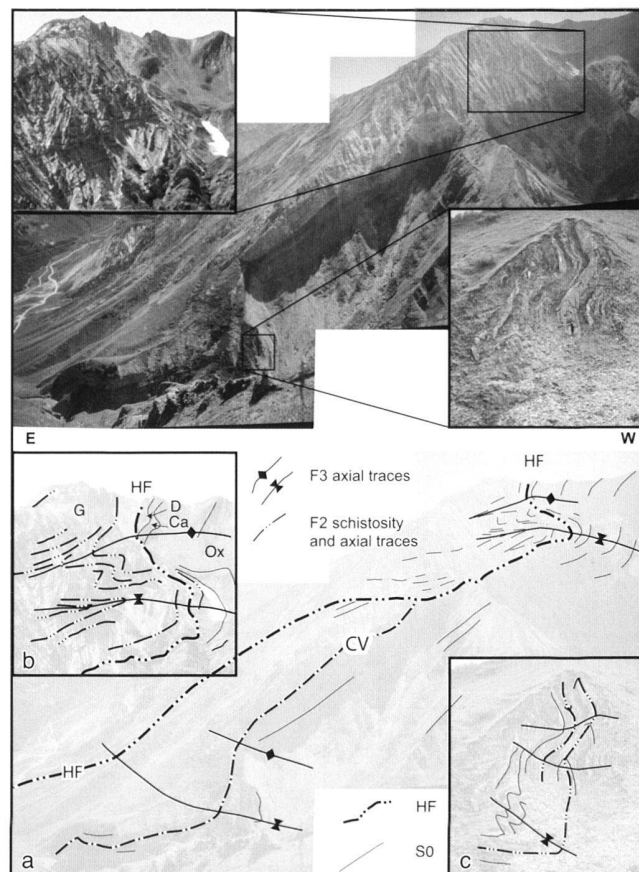 E
W
HF
F3 axial traces
F2 schistosity
and axial traces
HF
D
Ca
G
Ox
b
CV
HF
HF
S0
a
c